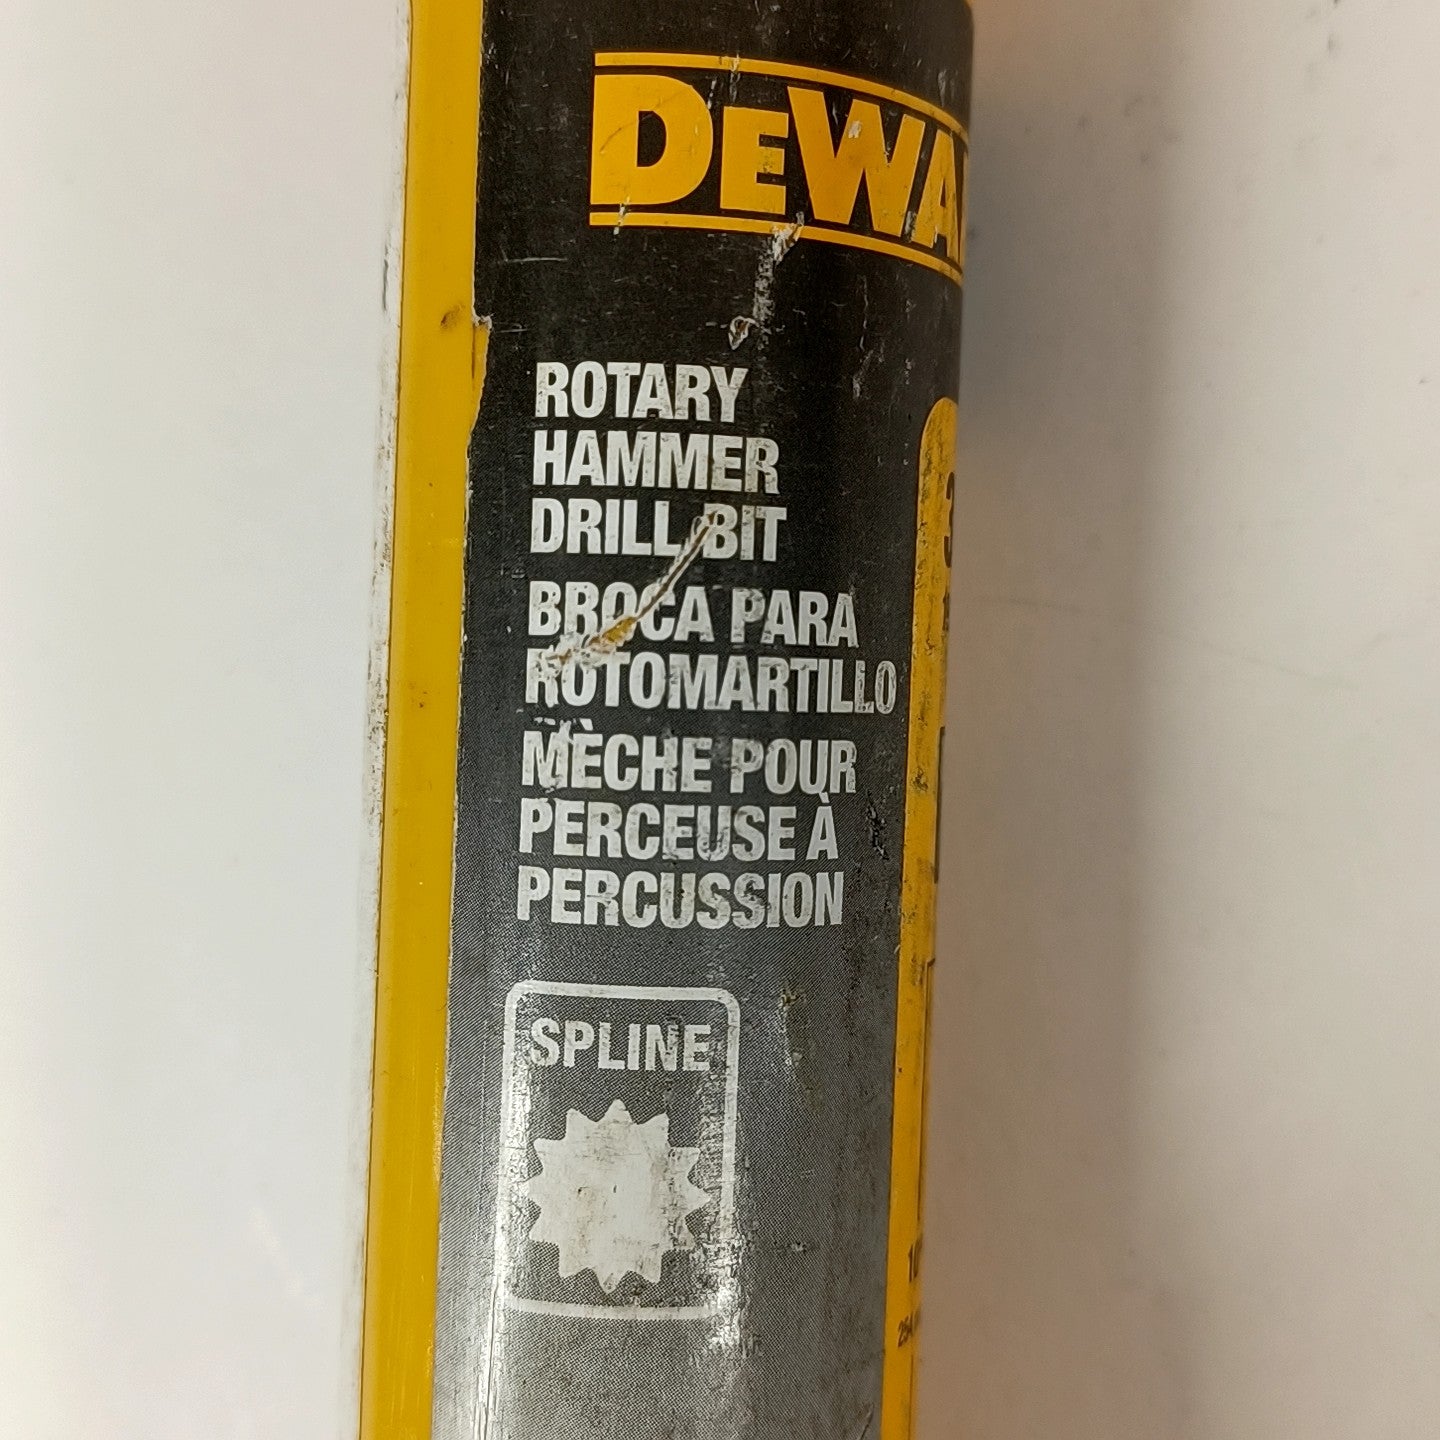 DEWA
ROTARY
HAMMER
DRILL BIT
BROCA PARA
ROTOMARTILLO
MÈCHE POUR
PERCEUSE À
PERCUSSION
SPLINE